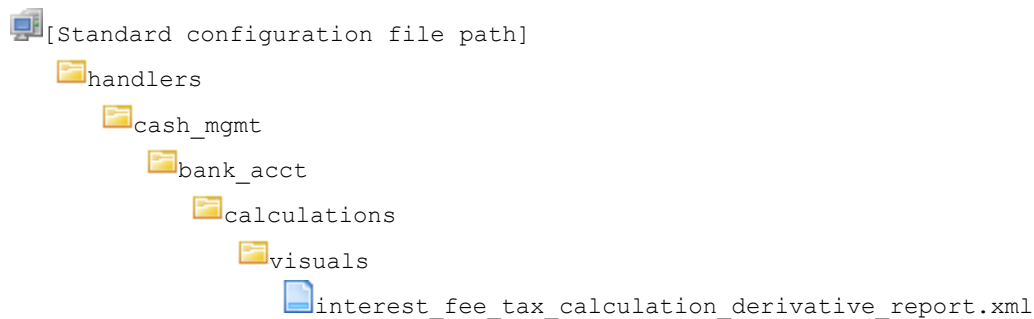 [Standard configuration file path]
handlers
cash_mgmt
bank_acct
calculations
visuals
interest_fee_tax_calculation_derivative_report.xml